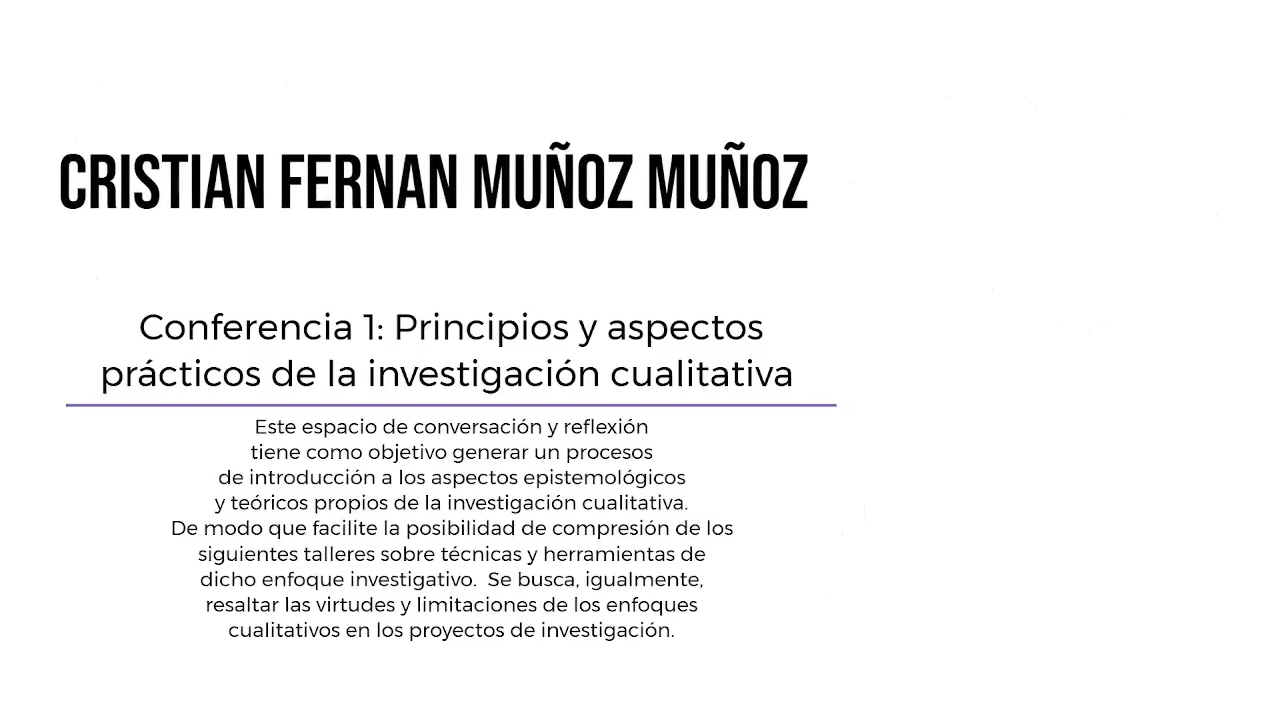 CRISTIAN FERNAN MUÑOZ MUÑOZ
Conferencia 1: Principios y aspectos
prácticos de la investigación cualitativa
Este espacio de conversación y reflexión
tiene como objetivo generar un procesos
de introducción a los aspectos epistemológicos
y teóricos propios de la investigación cualitativa.
De modo que facilite la posibilidad de compresión de los
siguientes talleres sobre técnicas y herramientas de
dicho enfoque investigativo.  Se busca, igualmente,
resaltar las virtudes y limitaciones de los enfoques
cualitativos en los proyectos de investigación.